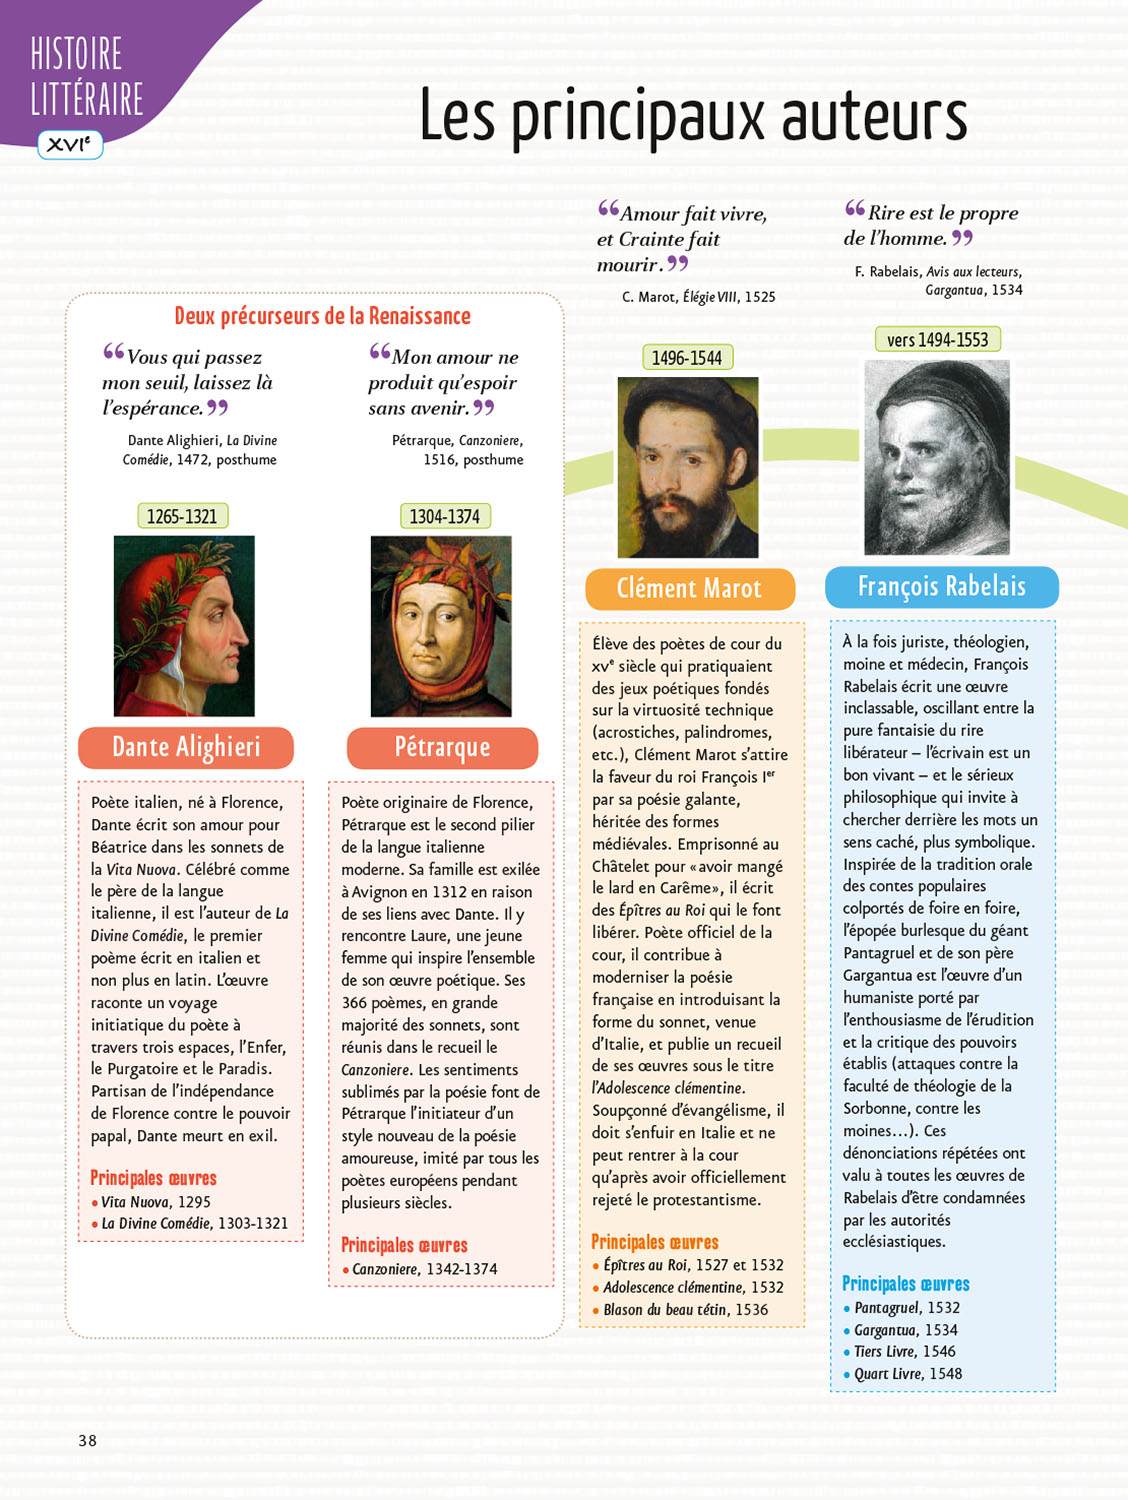 HISTOIRE
LITTÉRAIRE
XVIe
Les principaux auteurs
Deux précurseurs de la Renaissance
“Vous qui passez
mon seuil, laissez là
l’espérance.”
Dante Alighieri, La Divine
Comédie, 1472, posthume
1265-1321
Dante Alighieri
Poète italien, né à Florence,
Dante écrit son amour pour
Béatrice dans les sonnets de
la Vita Nuova. Célébré comme
le père de la langue
italienne, il est l’auteur de La
Divine Comédie, le premier
poème écrit en italien et
non plus en latin. L’œuvre
raconte un voyage
initiatique du poète à
travers trois espaces, l’Enfer,
le Purgatoire et le Paradis.
Partisan de l’indépendance
de Florence contre le pouvoir
papal, Dante meurt en exil.
Principales œuvres
• Vita Nuova, 1295
• La Divine Comédie, 1303-1321
“Mon amour ne
produit qu’espoir
sans avenir.”
Pétrarque, Canzoniere,
1516, posthume
1304-1374
Pétrarque
Poète originaire de Florence,
Pétrarque est le second pilier
de la langue italienne
moderne. Sa famille est exilée
à Avignon en 1312 en raison
de ses liens avec Dante. Il y
rencontre Laure, une jeune
femme qui inspire l’ensemble
de son œuvre poétique. Ses
366 poèmes, en grande
majorité des sonnets, sont
réunis dans le recueil le
Canzoniere. Les sentiments
sublimés par la poésie font de
Pétrarque l’initiateur d’un
style nouveau de la poésie
amoureuse, imité par tous les
poètes européens pendant
plusieurs siècles.
Principales œuvres
• Canzoniere, 1342-1374
“Amour fait vivre,
et Crainte fait
mourir.”
C. Marot, Élégie VIII, 1525
1496-1544
Clément Marot
Élève des poètes de cour du
XVe siècle qui pratiquaient
des jeux poétiques fondés
sur la virtuosité technique
(acrostiches, palindromes,
etc.), Clément Marot s’attire
la faveur du roi François Ier
par sa poésie galante,
héritée des formes
médiévales. Emprisonné au
Châtelet pour «avoir mangé
le lard en Carême», il écrit
des Épîtres au Roi qui le font
libérer. Poète officiel de la
cour, il contribue à
moderniser la poésie
française en introduisant la
forme du sonnet, venue
d’Italie, et publie un recueil
de ses œuvres sous le titre
l’Adolescence clémentine.
Soupçonné d’évangélisme, il
doit s’enfuir en Italie et ne
peut rentrer à la cour
qu’après avoir officiellement
rejeté le protestantisme.
Principales œuvres
• Épîtres au Roi, 1527 et 1532
• Adolescence clémentine, 1532
• Blason du beau tétin, 1536
“Rire est le propre
de l’homme.”
F. Rabelais, Avis aux lecteurs,
Gargantua, 1534
vers 1494-1553
François Rabelais
À la fois juriste, théologien,
moine et médecin, François
Rabelais écrit une œuvre
inclassable, oscillant entre la
pure fantaisie du rire
libérateur – l’écrivain est un
bon vivant – et le sérieux
philosophique qui invite à
chercher derrière les mots un
sens caché, plus symbolique.
Inspirée de la tradition orale
des contes populaires
colportés de foire en foire,
l’épopée burlesque du géant
Pantagruel et de son père
Gargantua est l’œuvre d’un
humaniste porté par
l’enthousiasme de l’érudition
et la critique des pouvoirs
établis (attaques contre la
faculté de théologie de la
Sorbonne, contre les
moines…). Ces
dénonciations répétées ont
valu à toutes les œuvres de
Rabelais d’être condamnées
par les autorités
ecclésiastiques.
Principales œuvres
• Pantagruel, 1532
• Gargantua, 1534
• Tiers Livre, 1546
• Quart Livre, 1548
38